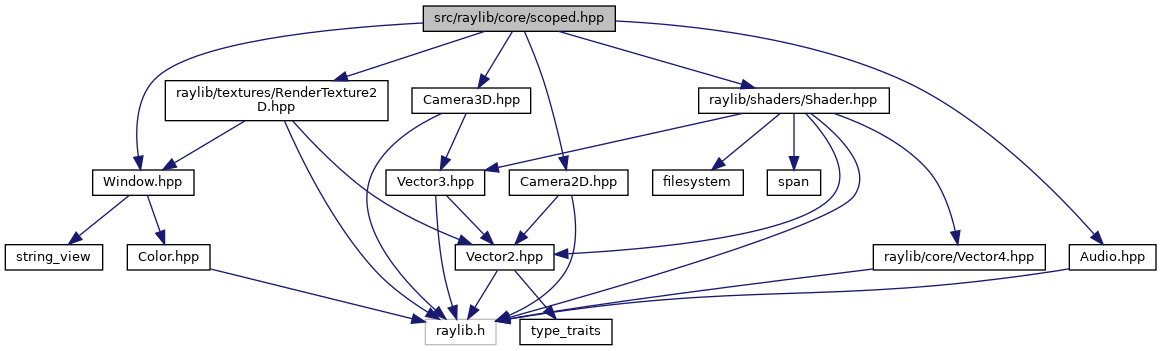 src/raylib/core/scoped.hpp
raylib/textures/RenderTexture2
D.hpp
Camera3D.hpp
raylib/shaders/Shader.hpp
Window.hpp
Vector3.hpp
Camera2D.hpp
filesystem
span
string_view
Color.hpp
Vector2.hpp
raylib/core/Vector4.hpp
Audio.hpp
raylib.h
type_traits